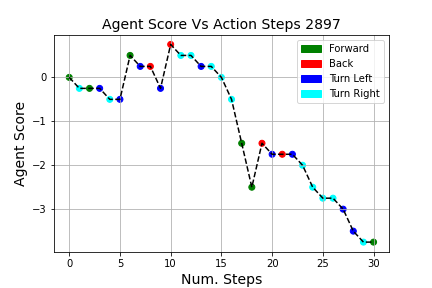 Agent Score Vs Action Steps 2897
Forward
Back
Turn Left
Turn Right
0
−1
−2
−3
Agent Score
0 5 10 15 20 25 30
Num. Steps